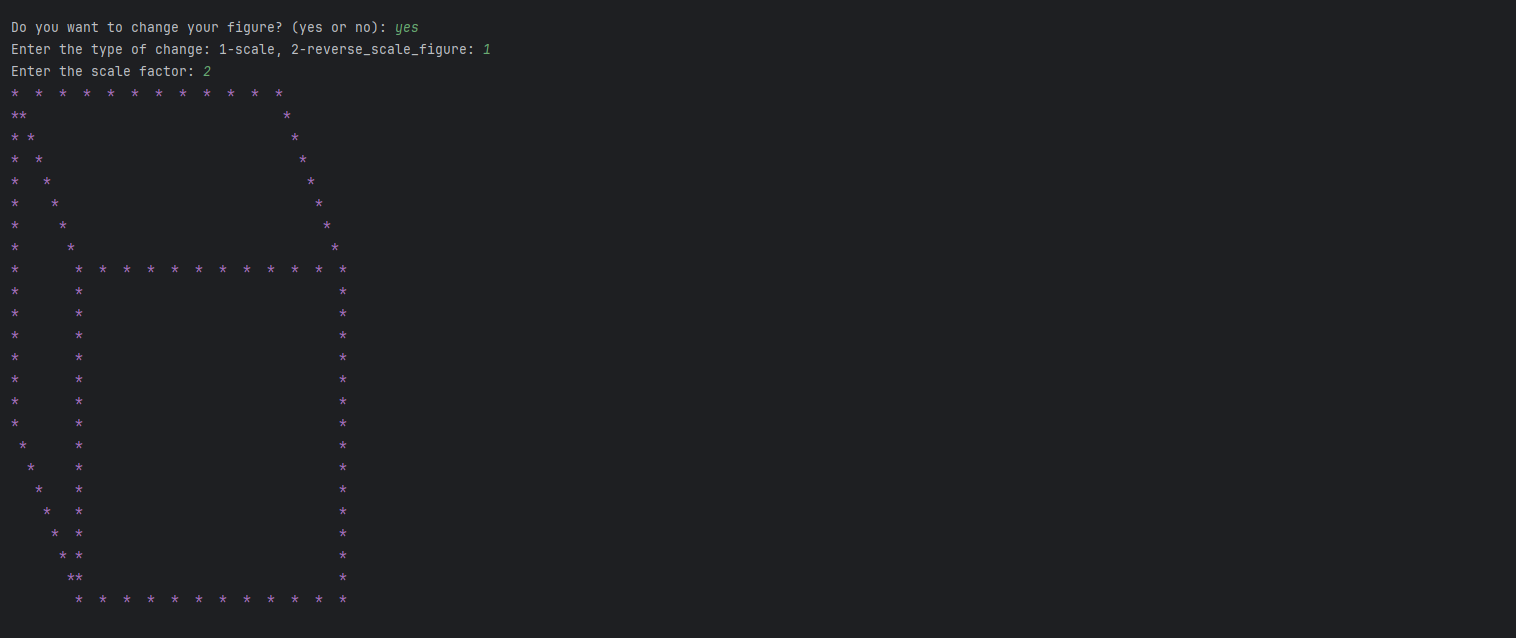 Do you want to change your figure? (yes or no): yes
Enter the type of change: 1-scale, 2-reverse_scale_figure: 1
Enter the scale factor: 2
*  *  *  *  *  *  *  *  *  *  *  *
**                                *
* *                                *
*  *                                *
*   *                                *
*    *                                *
*     *                                *
*      *                                *
*       *  *  *  *  *  *  *  *  *  *  *  *
*       *                                *
*       *                                *
*       *                                *
*       *                                *
*       *                                *
*       *                                *
*       *                                *
 *      *                                *
  *     *                                *
   *    *                                *
    *   *                                *
     *  *                                *
      * *                                *
       **                                *
        *  *  *  *  *  *  *  *  *  *  *  *